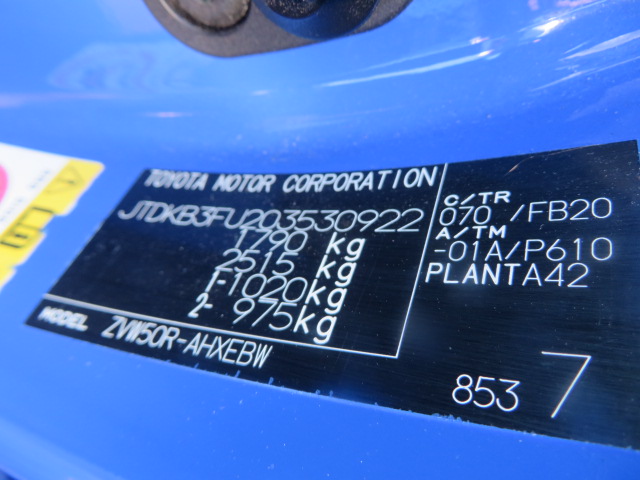 TOYOTA MOTOR CORPORATION
JTDKB3FU203530922
1790 kg
2515 kg
1-1020kg
2- 975kg
MODEL ZVW50R-AHXEBW
C/TR
070 /FB20
A/TM
-01A/P610
PLANTA42
853 7